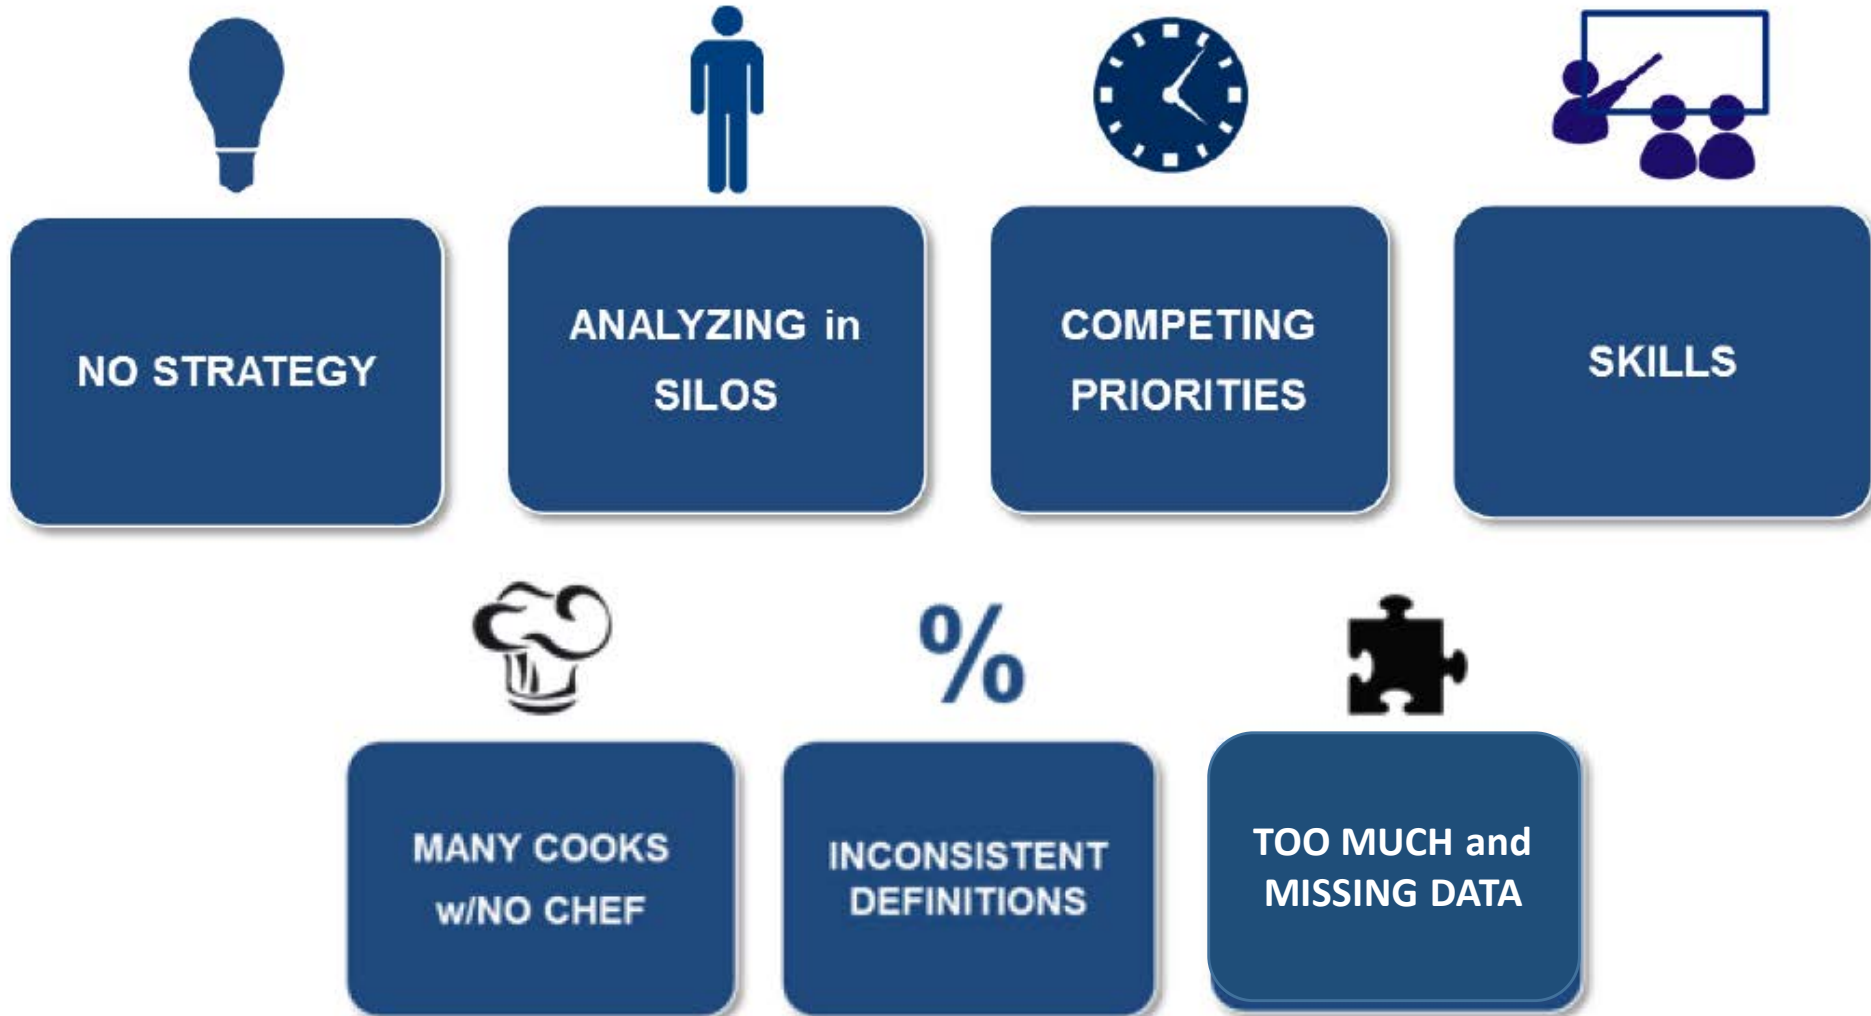 NO STRATEGY
ANALYZING in
SILOS
COMPETING
PRIORITIES
SKILLS
%
MANY COOKS
w/NO CHEF
INCONSISTENT
DEFINITIONS
TOO MUCH and
MISSING DATA